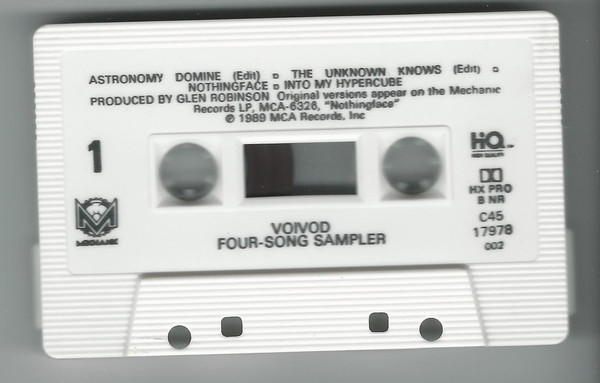 ASTRONOMY DOMINE (Edit) ▫ THE UNKNOWN KNOWS (Edit) ▫
NOTHINGFACE ▫ INTO MY HYPERCUBE
PRODUCED BY GLEN ROBINSON Original versions appear on the Mechanic
Records LP, MCA-6326, "Nothingface"
℗ 1989 MCA Records, Inc
1
HQ
HIGH QUALITY
HX PRO
B NR
MECHANIC
VOIVOD
FOUR-SONG SAMPLER
C45
17978
002